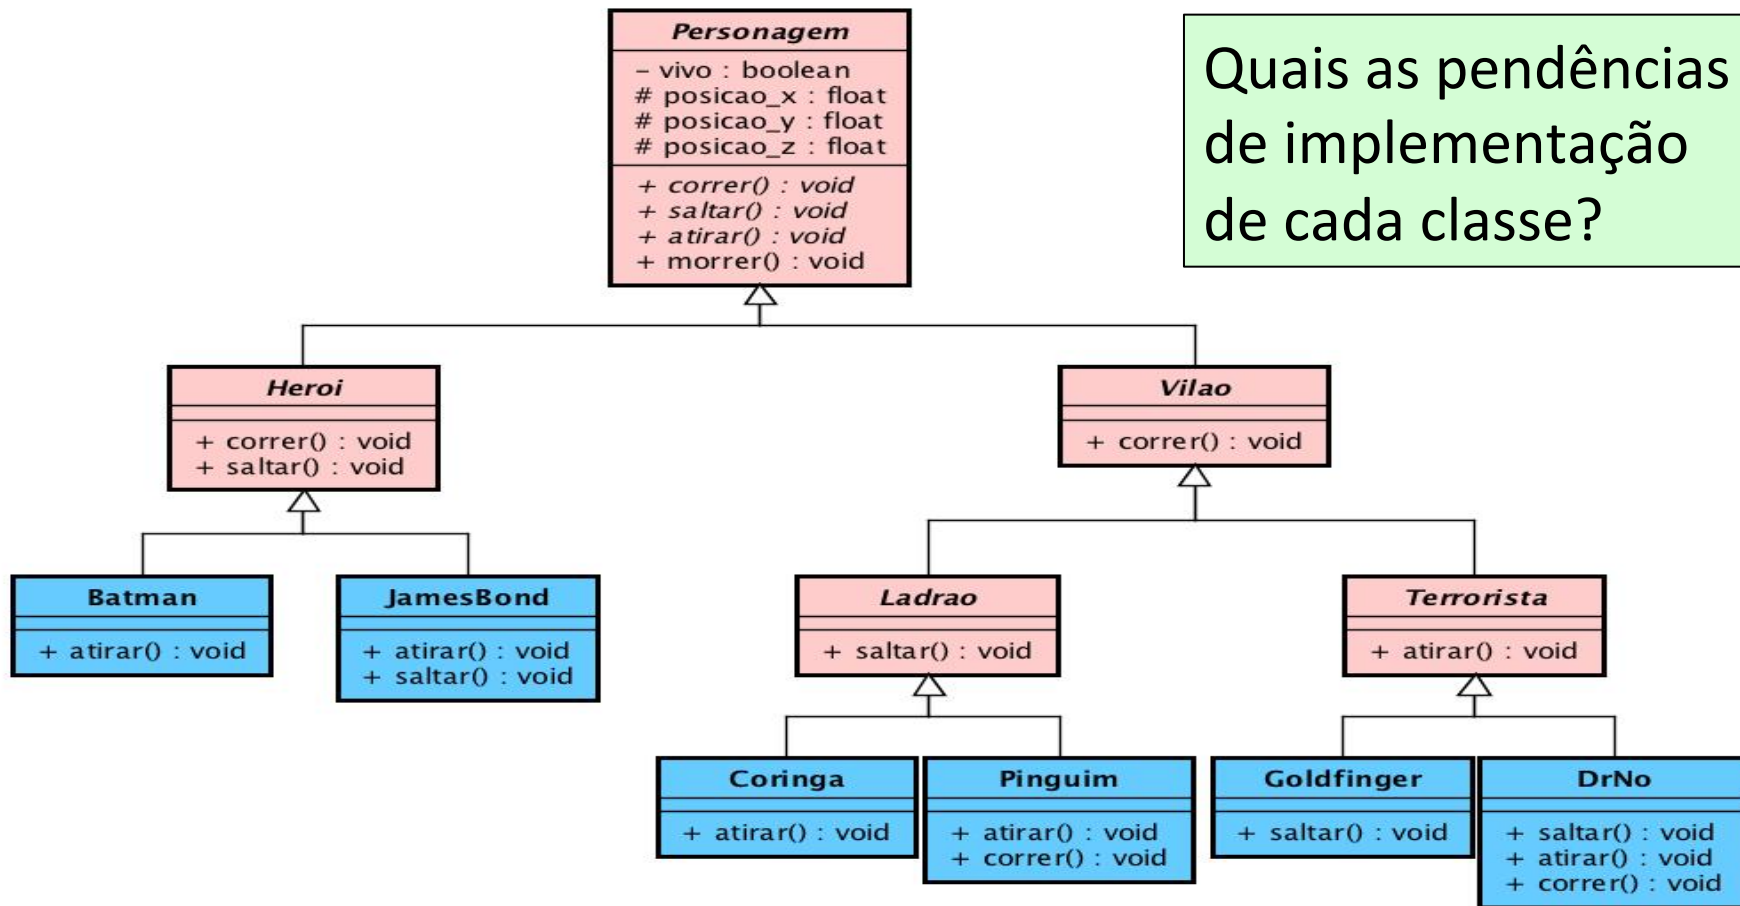 Personagem
– vivo : boolean
# posicao_x : float
# posicao_y : float
# posicao_z : float
+ correr() : void
+ saltar() : void
+ atirar() : void
+ morrer() : void
Quais as pendências
de implementação
de cada classe?
Heroi
+ correr() : void
+ saltar() : void
Vilao
+ correr() : void
Batman
+ atirar() : void
JamesBond
+ atirar() : void
+ saltar() : void
Ladrao
+ saltar() : void
Terrorista
+ atirar() : void
Coringa
+ atirar() : void
Pinguim
+ atirar() : void
+ correr() : void
Goldfinger
+ saltar() : void
DrNo
+ saltar() : void
+ atirar() : void
+ correr() : void